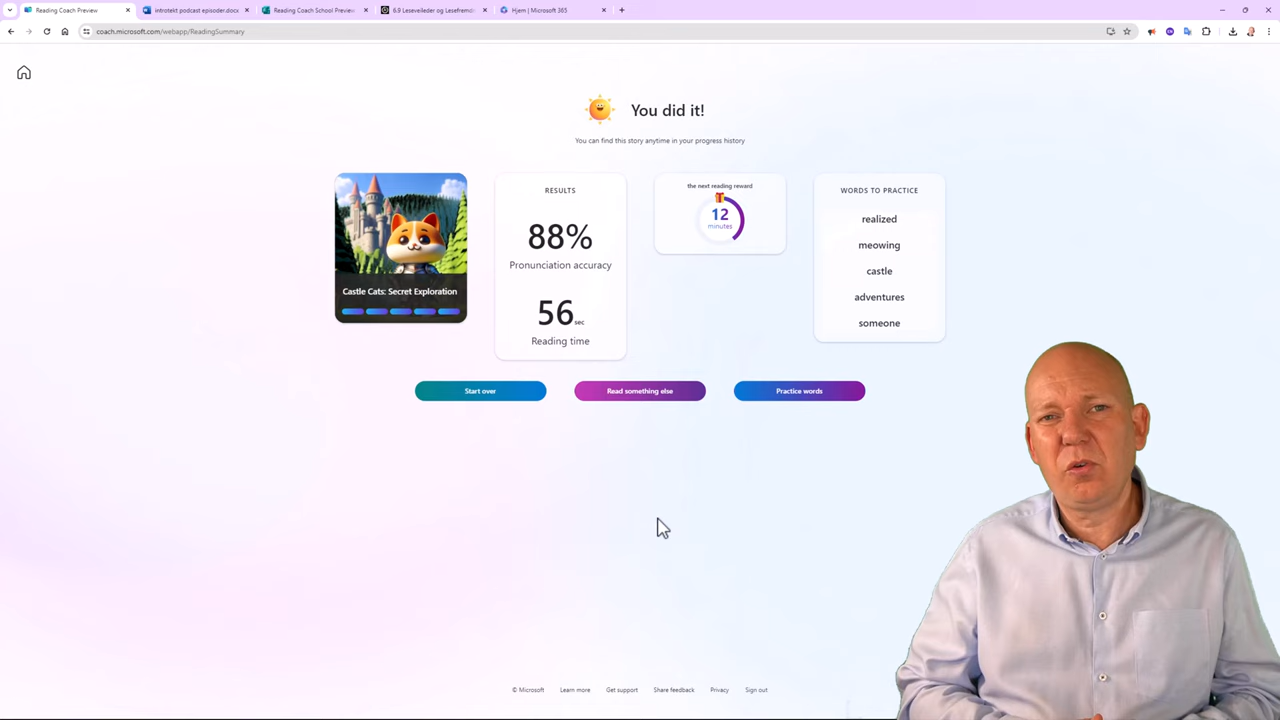 Reading Coach Preview
introtekt podcast episoder.docx
Reading Coach School Preview
6.9 Leseveileder og Lesefremd
Hjem | Microsoft 365
coach.microsoft.com/webapp/ReadingSummary
You did it!
You can find this story anytime in your progress history
Castle Cats: Secret Exploration
RESULTS
88%
Pronunciation accuracy
56 sec
Reading time
the next reading reward
12
minutes
WORDS TO PRACTICE
realized
meowing
castle
adventures
someone
Start over
Read something else
Practice words
© Microsoft
Learn more
Get support
Share feedback
Privacy
Sign out